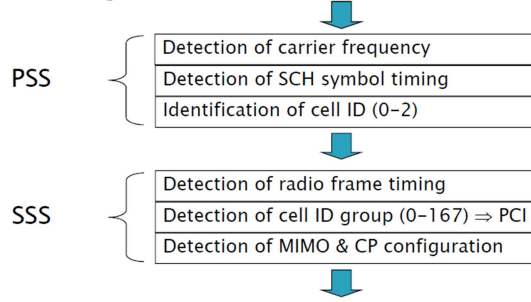 PSS
Detection of carrier frequency
Detection of SCH symbol timing
Identification of cell ID (0-2)
SSS
Detection of radio frame timing
Detection of cell ID group (0-167) ⇒ PCI
Detection of MIMO & CP configuration